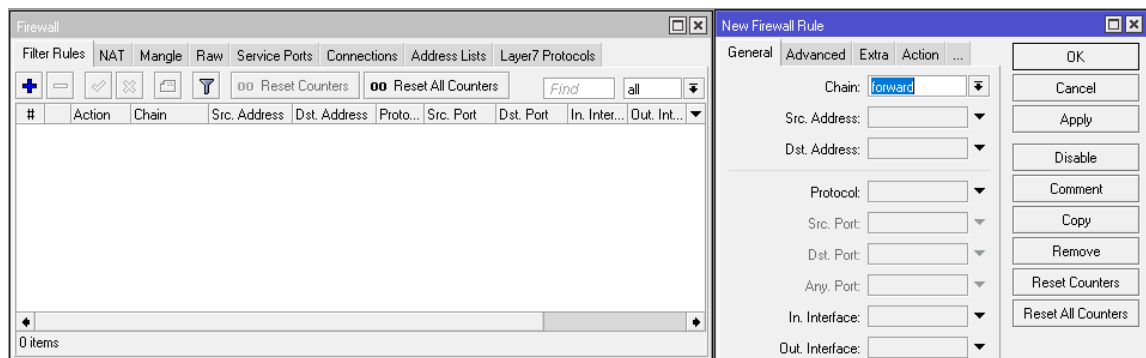 Firewall
Filter Rules NAT Mangle Raw Service Ports Connections Address Lists Layer7 Protocols
00 Reset Counters 00 Reset All Counters Find all
# Action Chain Src. Address Dst. Address Proto... Src. Port Dst. Port In. Inter... Out. Int...
0 items
New Firewall Rule
General Advanced Extra Action ...
Chain: forward
Src. Address:
Dst. Address:
Protocol:
Src. Port:
Dst. Port:
Any. Port:
In. Interface:
Out. Interface:
OK
Cancel
Apply
Disable
Comment
Copy
Remove
Reset Counters
Reset All Counters